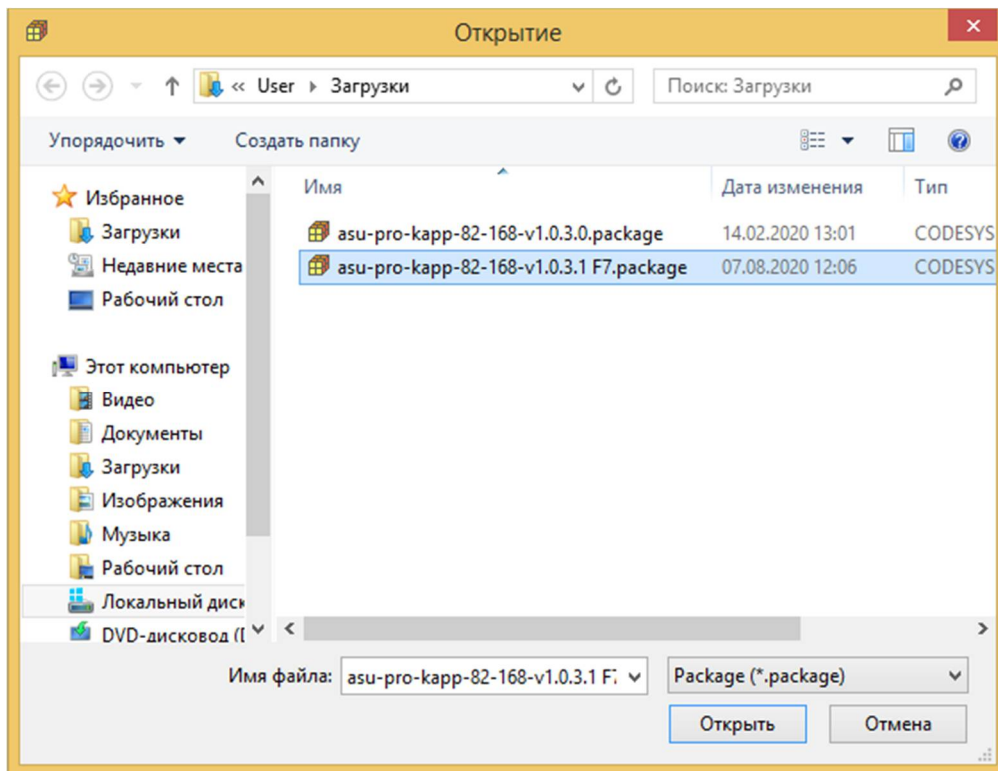 Открытие
« User Загрузки
Поиск: Загрузки
Упорядочить
Создать папку
Избранное
Загрузки
Недавние места
Рабочий стол
Этот компьютер
Видео
Документы
Загрузки
Изображения
Музыка
Рабочий стол
Локальный диск
DVD-дисковод (D
Имя Дата изменения Тип
asu-pro-kapp-82-168-v1.0.3.0.package 14.02.2020 13:01 CODESYS
asu-pro-kapp-82-168-v1.0.3.1 F7.package 07.08.2020 12:06 CODESYS
Имя файла: asu-pro-kapp-82-168-v1.0.3.1 F7 Package (*.package)
Открыть Отмена